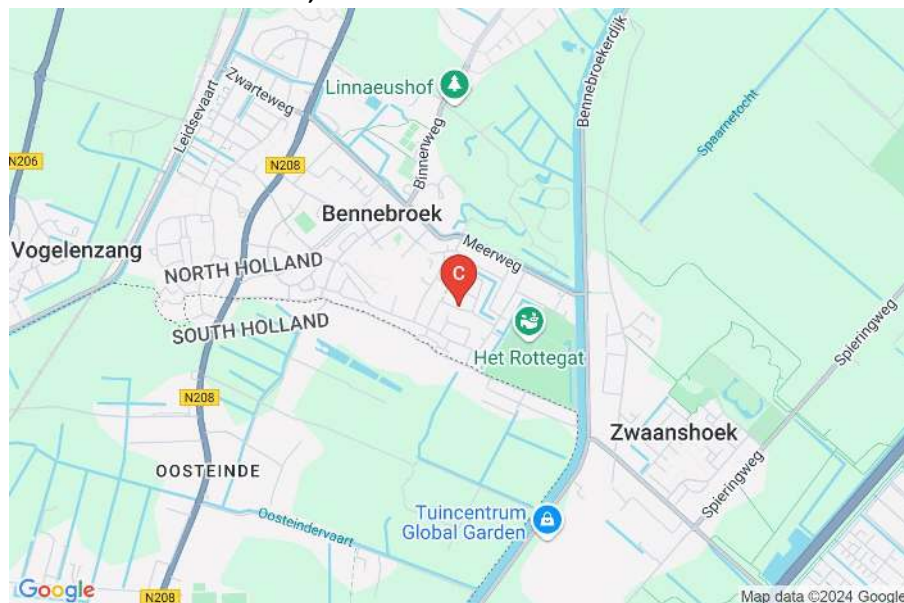 Linnaeushof
Zwarteweg
Leidsevaart
Binnenweg
Bennebroekerdijk
Spaarnetocht
N206
N208
Bennebroek
Vogelenzang
Meerweg
NORTH HOLLAND
C
SOUTH HOLLAND
Het Rottegat
Spieringweg
N208
Zwaanshoek
OOSTEINDE
Spieringweg
Tuincentrum
Global Garden
Oosteindervaart
Google
N208
Map data ©2024 Google